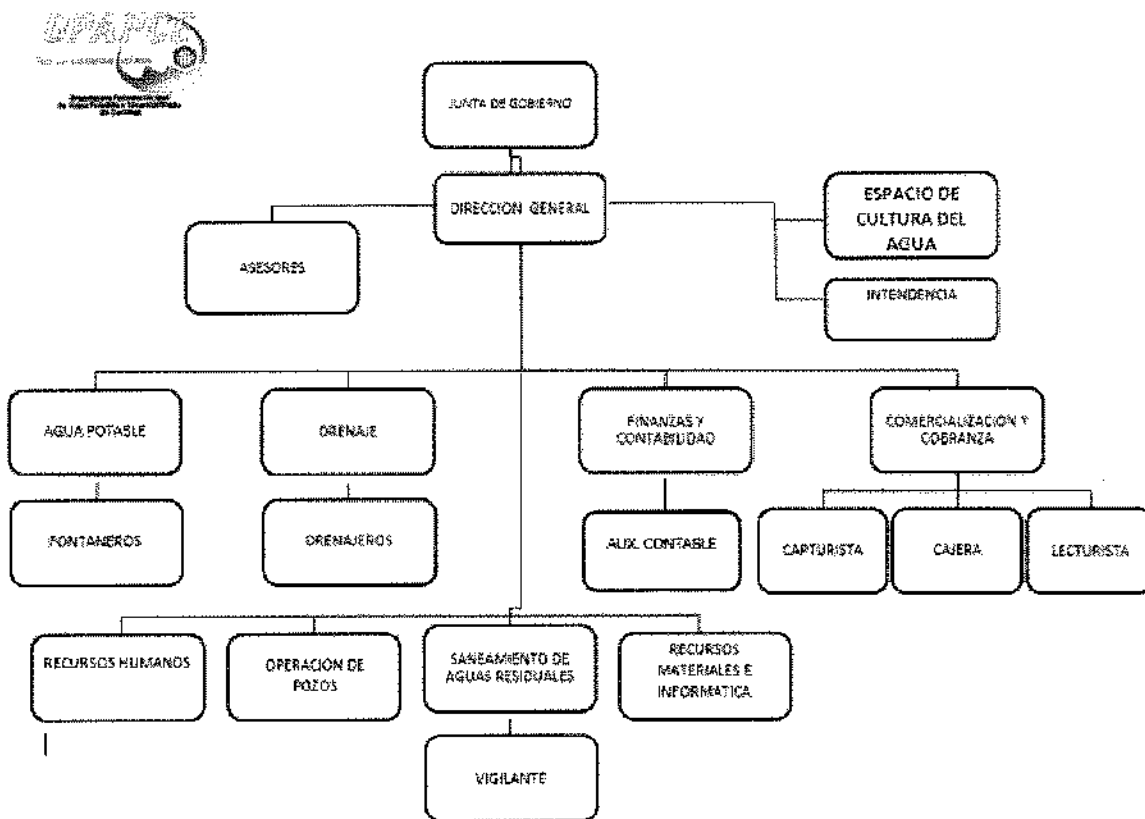 JUNTA DE GOBIERNO
DIRECCION GENERAL
ESPACIO DE
CULTURA DEL
AGUA
ASESORES
INTENDENCIA
AGUA POTABLE
DRENAJE
FINANZAS Y
CONTABILIDAD
COMERCIALIZACION Y
COBRANZA
FONTANEROS
DRENAJEROS
AUX. CONTABLE
CAPTURISTA
CAJERA
LECTURISTA
RECURSOS HUMANOS
OPERACION DE
POZOS
SANEAMIENTO DE
AGUAS RESIDUALES
RECURSOS
MATERIALES E
INFORMATICA
VIGILANTE